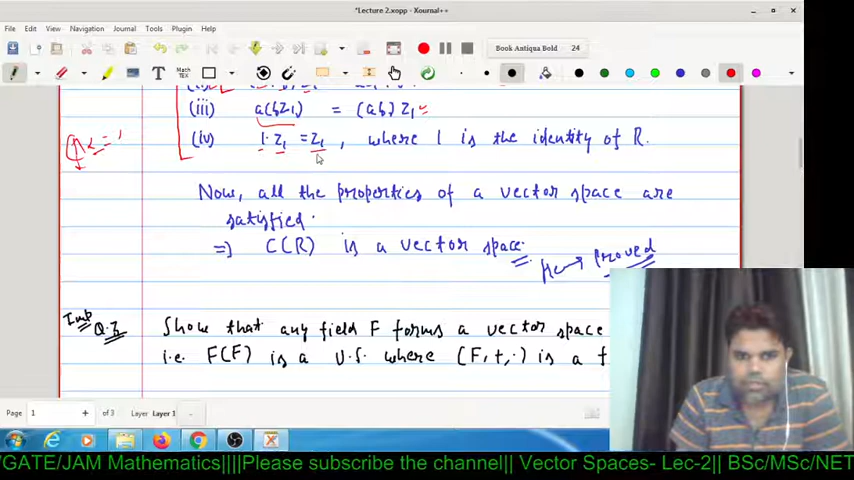 *Lecture 2.xopp - Xournal++
File Edit View Navigation Journal Tools Plugin Help
Book Antiqua Bold 24
(iii) a(bz1) = (ab) z1
(iv) 1· z1 = z1 , where 1 is the identity of R.
Now, all the properties of a vector space are
satisfied.
=> C(R) is a vector space.
proved
Imp
Q.3 Show that any field F forms a vector space
i.e F(F) is a V.S. where (F, +, ·) is a f
Page 1 of 3 Layer Layer 1
/GATE/JAM Mathematics||||Please subscribe the channel|| Vector Spaces- Lec-2|| BSc/MSc/NET